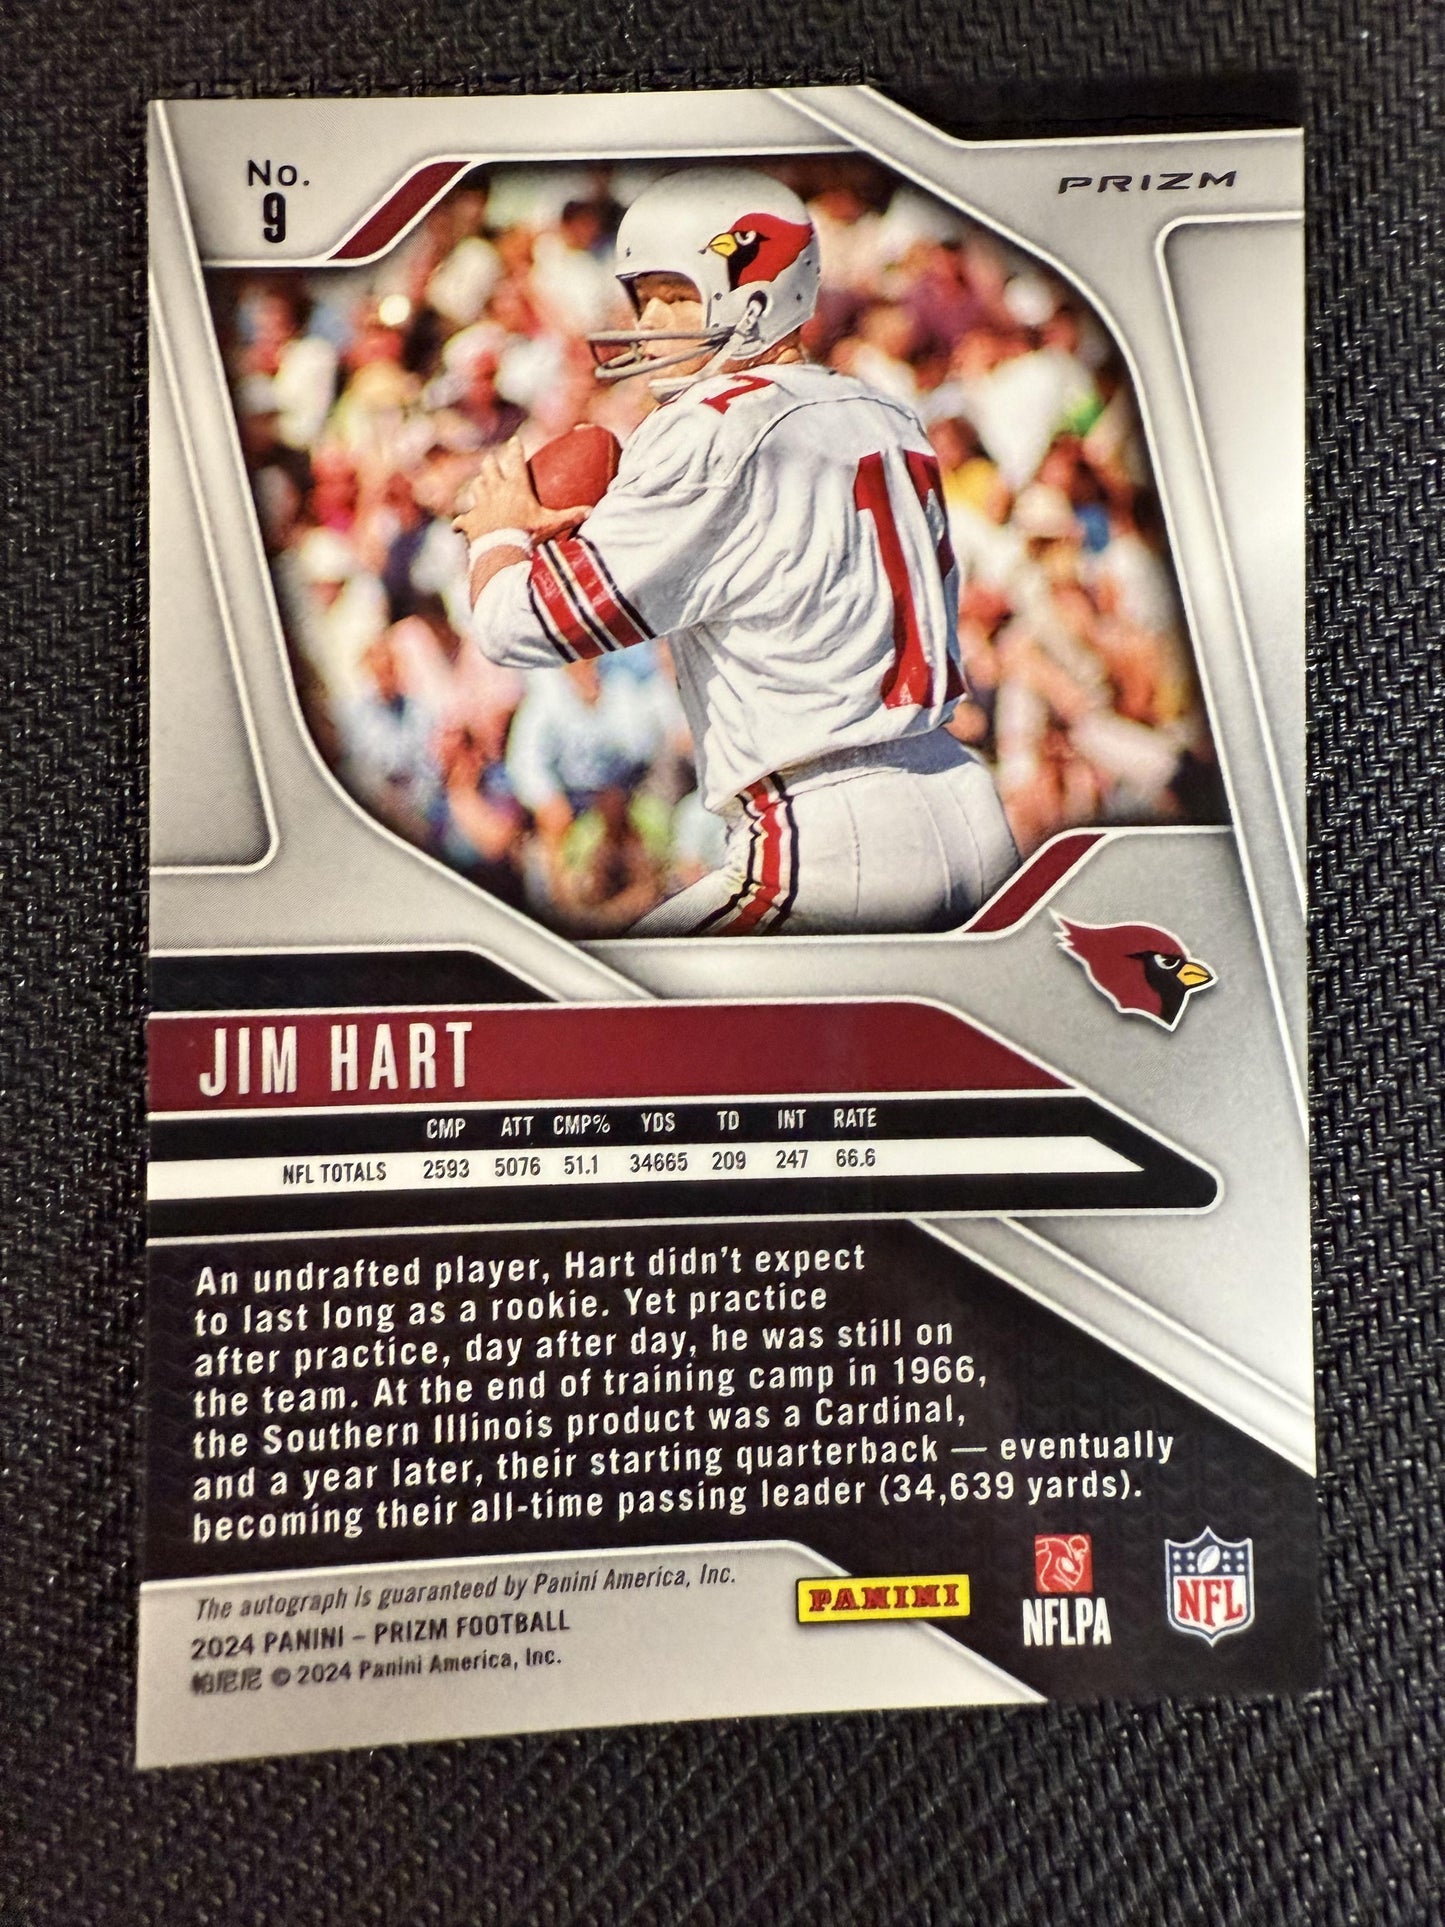 No.
9
PRIZM
17
17
JIM HART
CMP ATT CMP% YDS TD INT RATE
NFL TOTALS 2593 5076 51.1 34665 209 247 66.6
An undrafted player, Hart didn't expect
to last long as a rookie. Yet practice
after practice, day after day, he was still on
the team. At the end of training camp in 1966,
the Southern Illinois product was a Cardinal,
and a year later, their starting quarterback — eventually
becoming their all-time passing leader (34,639 yards).
The autograph is guaranteed by Panini America, Inc.
2024 PANINI – PRIZM FOOTBALL
帕尼尼 © 2024 Panini America, Inc.
PANINI
NFLPA
NFL